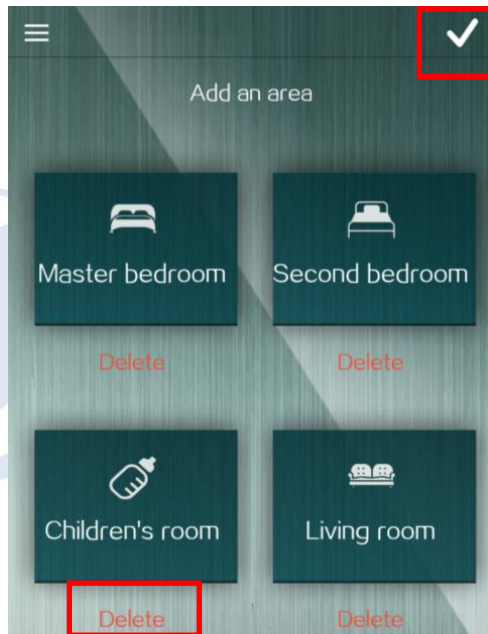 Add an area
Master bedroom
Second bedroom
Delete
Delete
Children's room
Living room
Delete
Delete